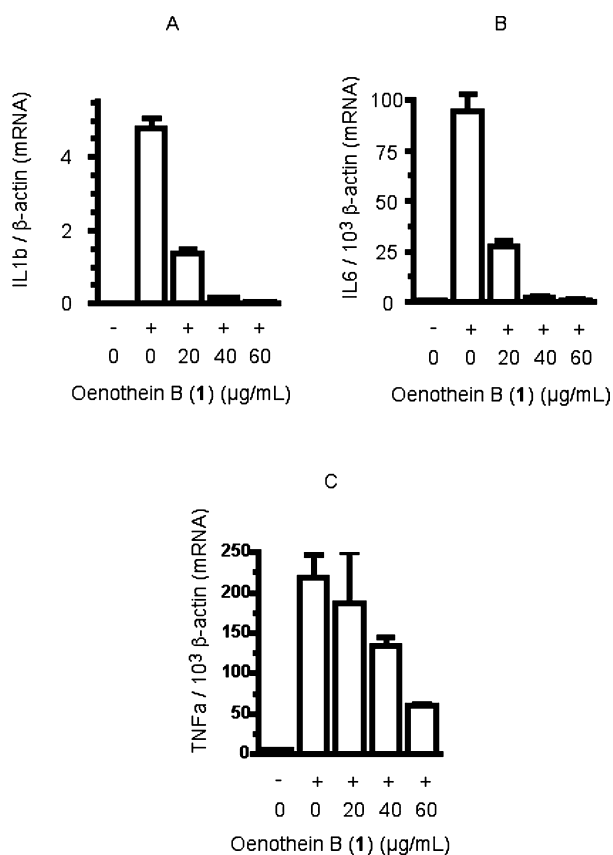 A
IL1b / β-actin (mRNA)
4
2
0
- + + + +
0 0 20 40 60
Oenothein B (1) (µg/mL)
B
IL6 / 10³ β-actin (mRNA)
100
75
50
25
0
- + + + +
0 0 20 40 60
Oenothein B (1) (µg/mL)
C
TNFa / 10³ β-actin (mRNA)
250
200
150
100
50
0
- + + + +
0 0 20 40 60
Oenothein B (1) (µg/mL)